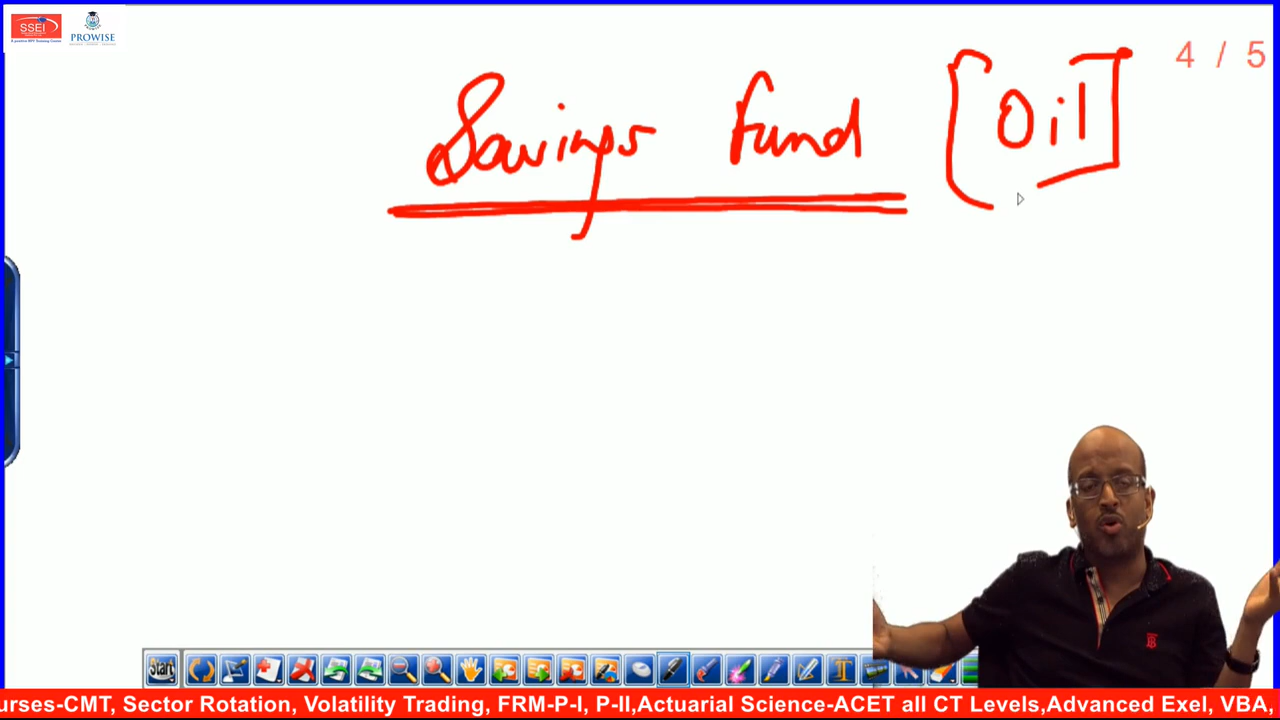 SSEI
PROWISE
4 / 5
Savings Fund [Oil]
Start
urses-CMT, Sector Rotation, Volatility Trading, FRM-P-I, P-II,Actuarial Science-ACET all CT Levels,Advanced Exel, VBA,